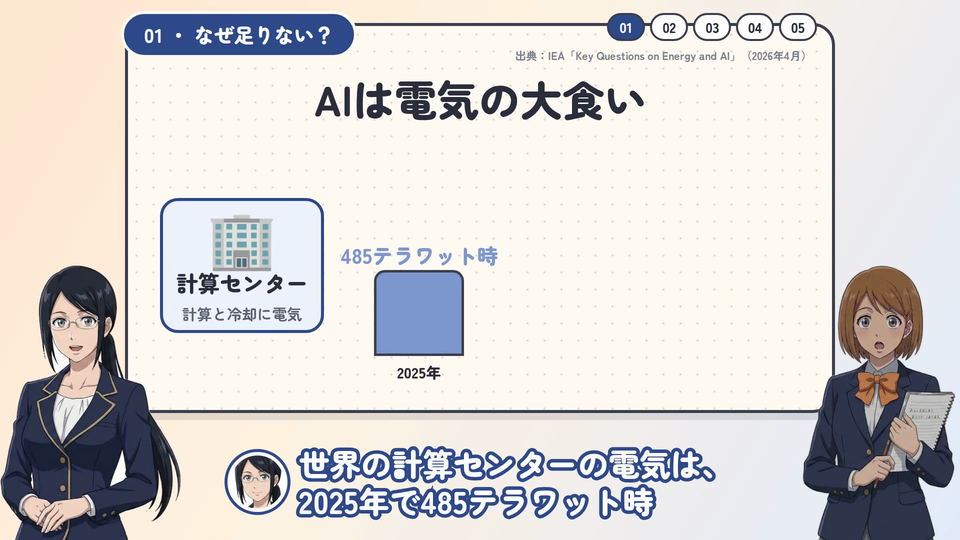 01・なぜ足りない？
01 02 03 04 05
出典：IEA「Key Questions on Energy and AI」（2026年4月）
AIは電気の大食い
計算センター
計算と冷却に電気
485テラワット時
2025年
世界の計算センターの電気は、
2025年で485テラワット時